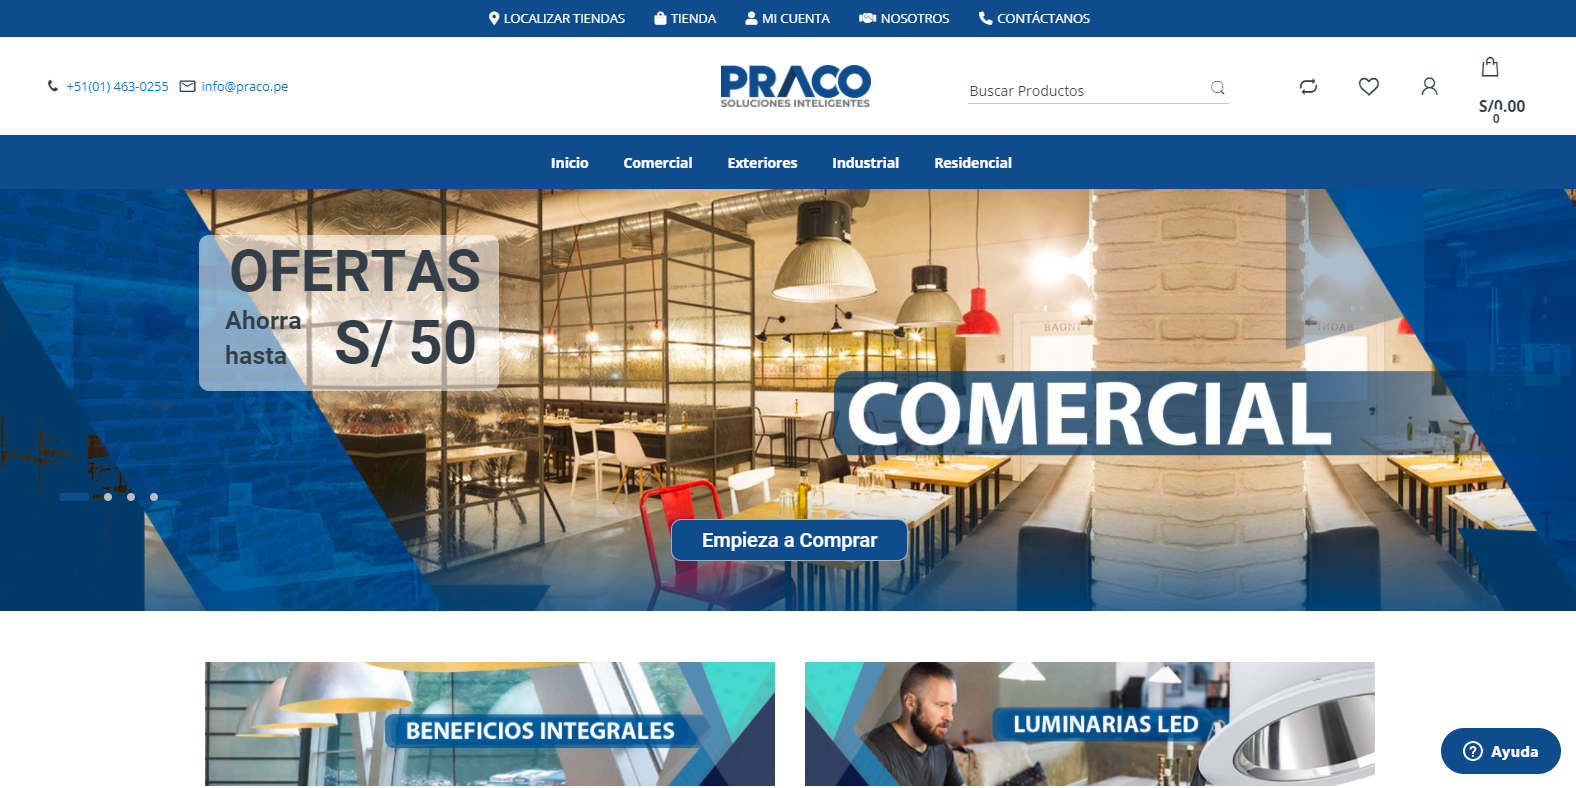 LOCALIZAR TIENDAS TIENDA MI CUENTA NOSOTROS CONTÁCTANOS
+51(01) 463-0255 info@praco.pe
PRACO
SOLUCIONES INTELIGENTES
Buscar Productos
S/0.00
0
Inicio Comercial Exteriores Industrial Residencial
OFERTAS
Ahorra
hasta
S/ 50
BAGNI
COMERCIAL
Empieza a Comprar
BENEFICIOS INTEGRALES
LUMINARIAS LED
Ayuda